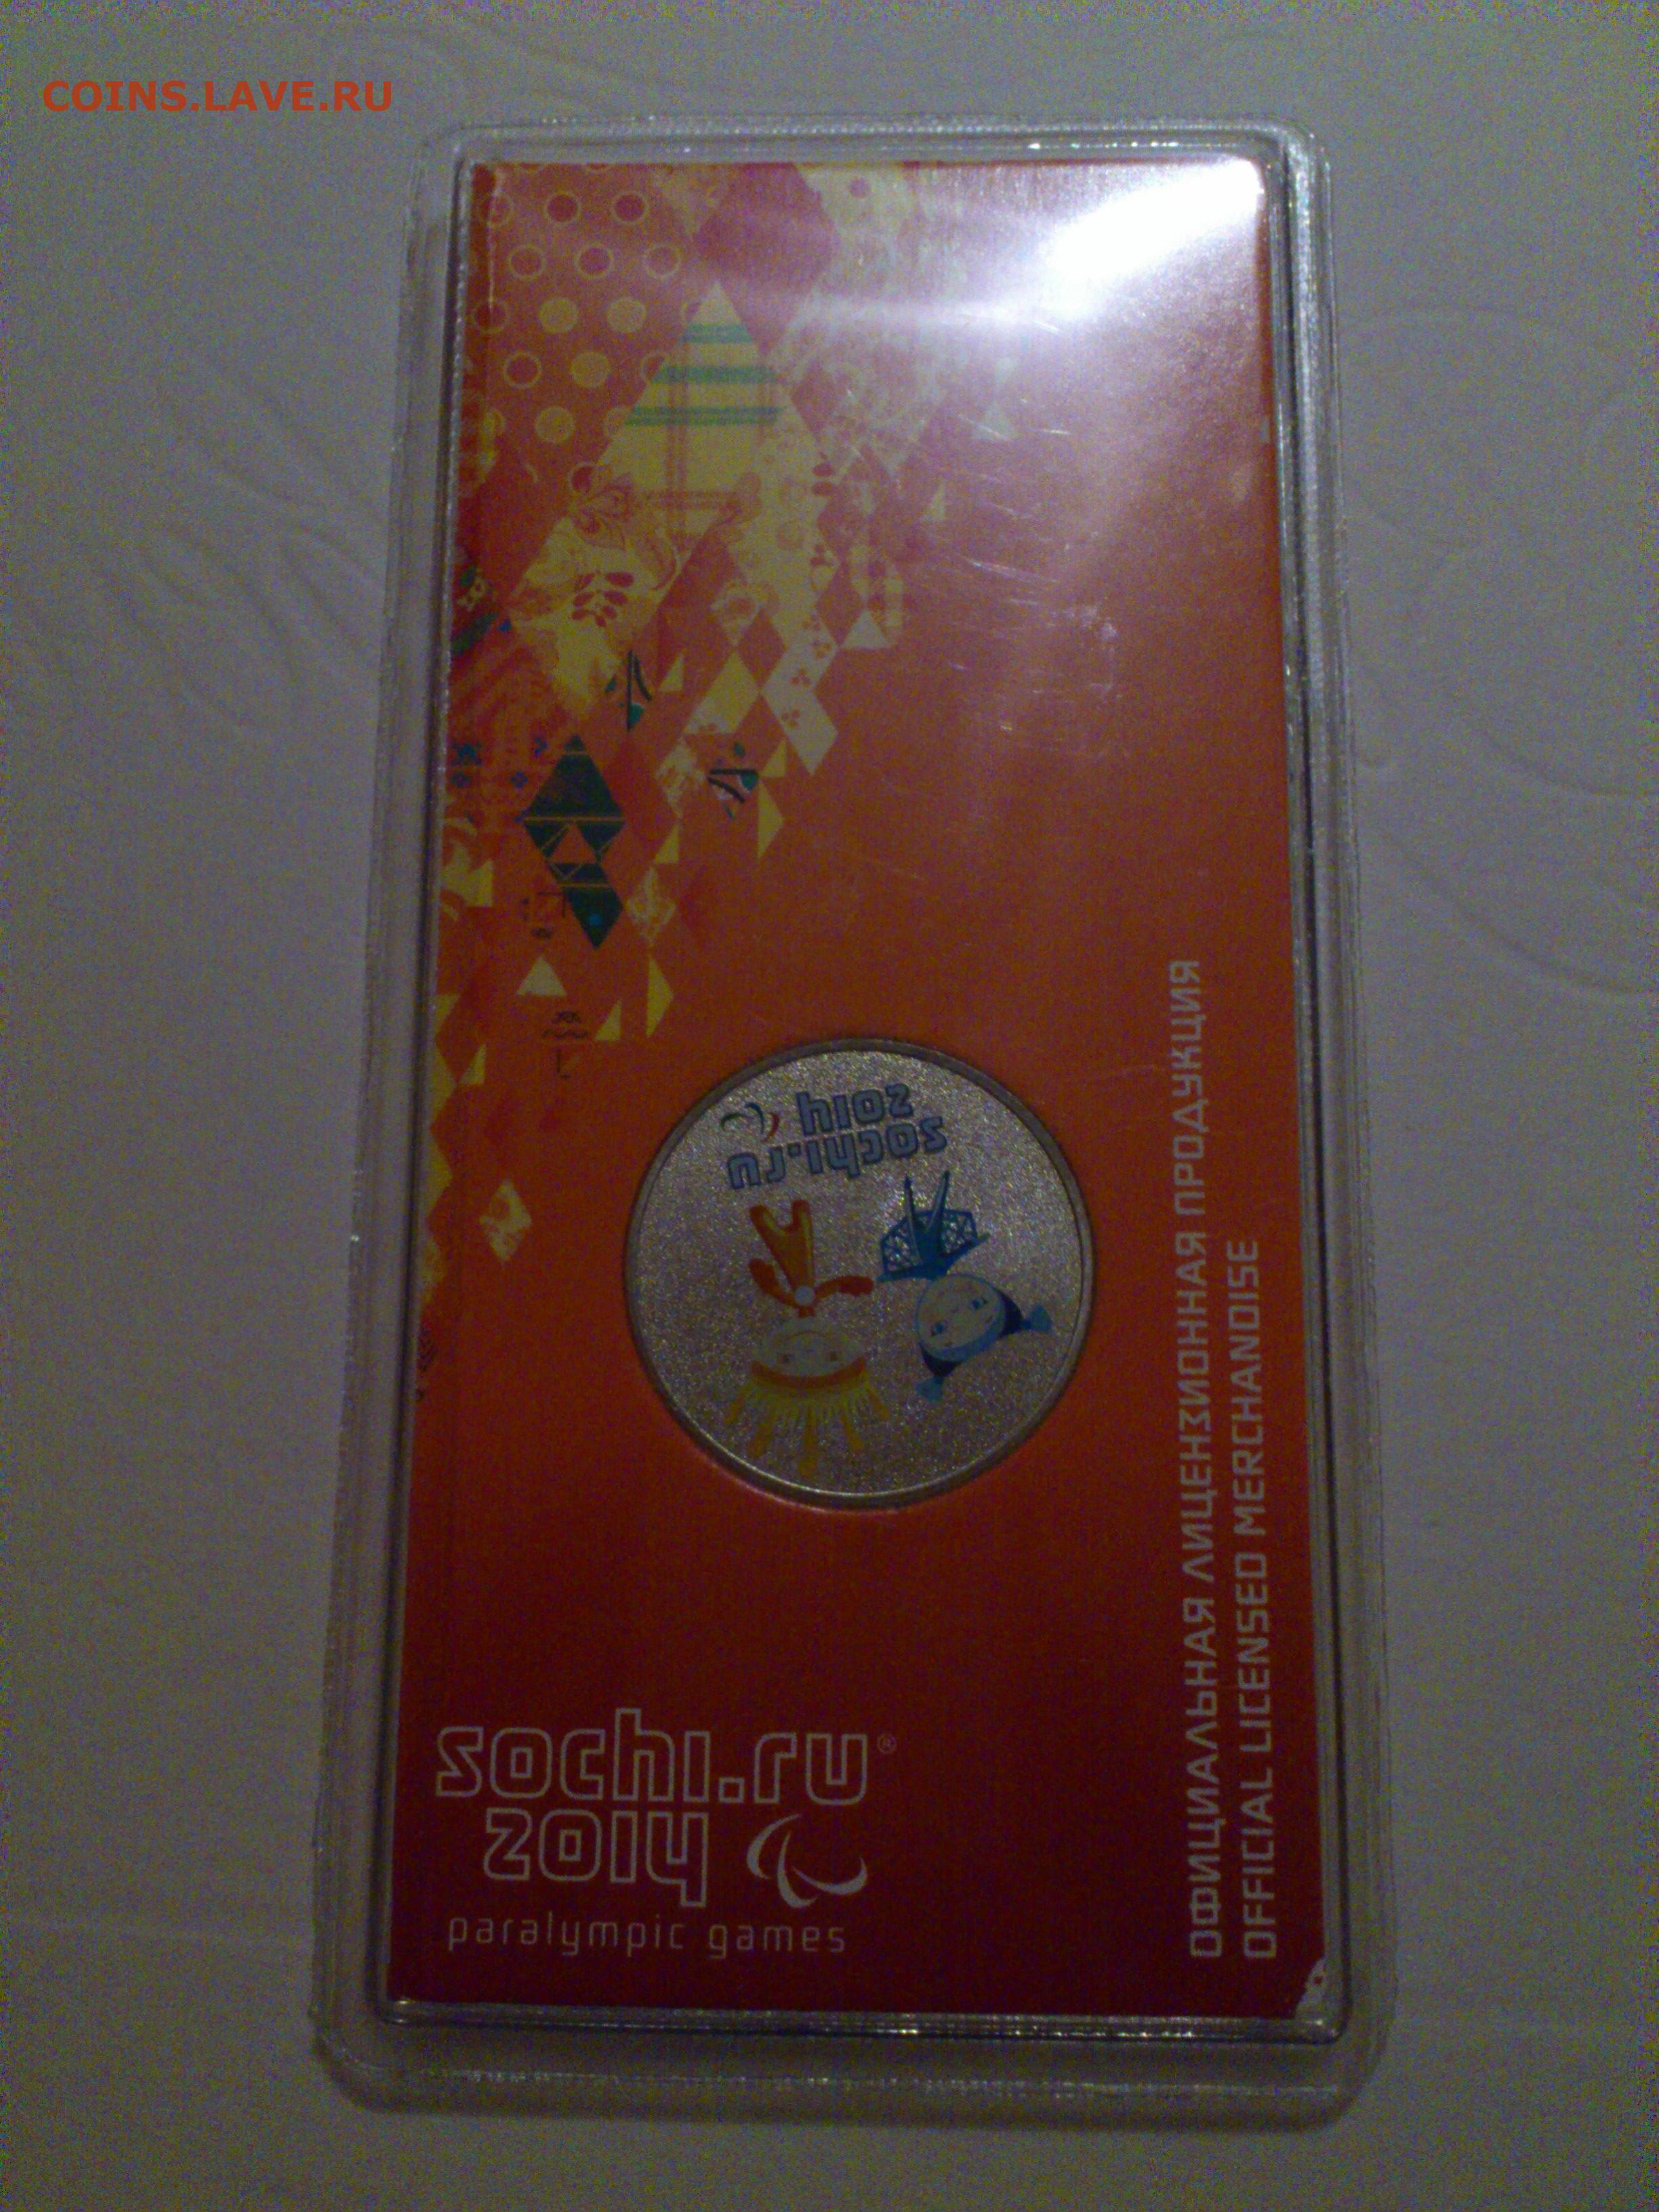 COINS.LAVE.RU
2014
sochi.ru
ОФИЦИАЛЬНАЯ ЛИЦЕНЗИОННАЯ ПРОДУКЦИЯ
OFFICIAL LICENSED MERCHANDISE
sochi.ru®
2014
paralympic games